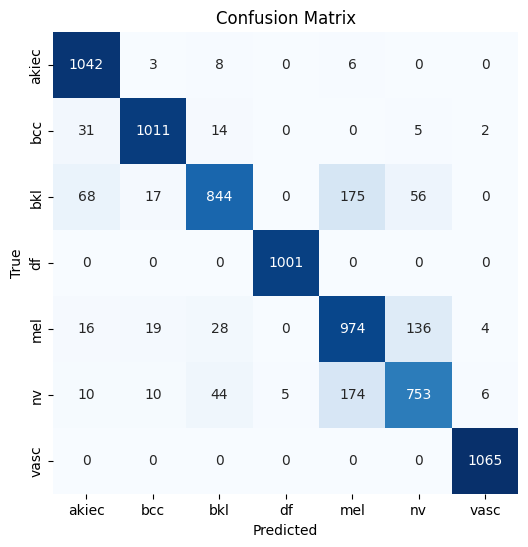 Confusion Matrix
akiec 1042 3 8 0 6 0 0
bcc 31 1011 14 0 0 5 2
bkl 68 17 844 0 175 56 0
df 0 0 0 1001 0 0 0
mel 16 19 28 0 974 136 4
nv 10 10 44 5 174 753 6
vasc 0 0 0 0 0 0 1065
True
akiec bcc bkl df mel nv vasc
Predicted